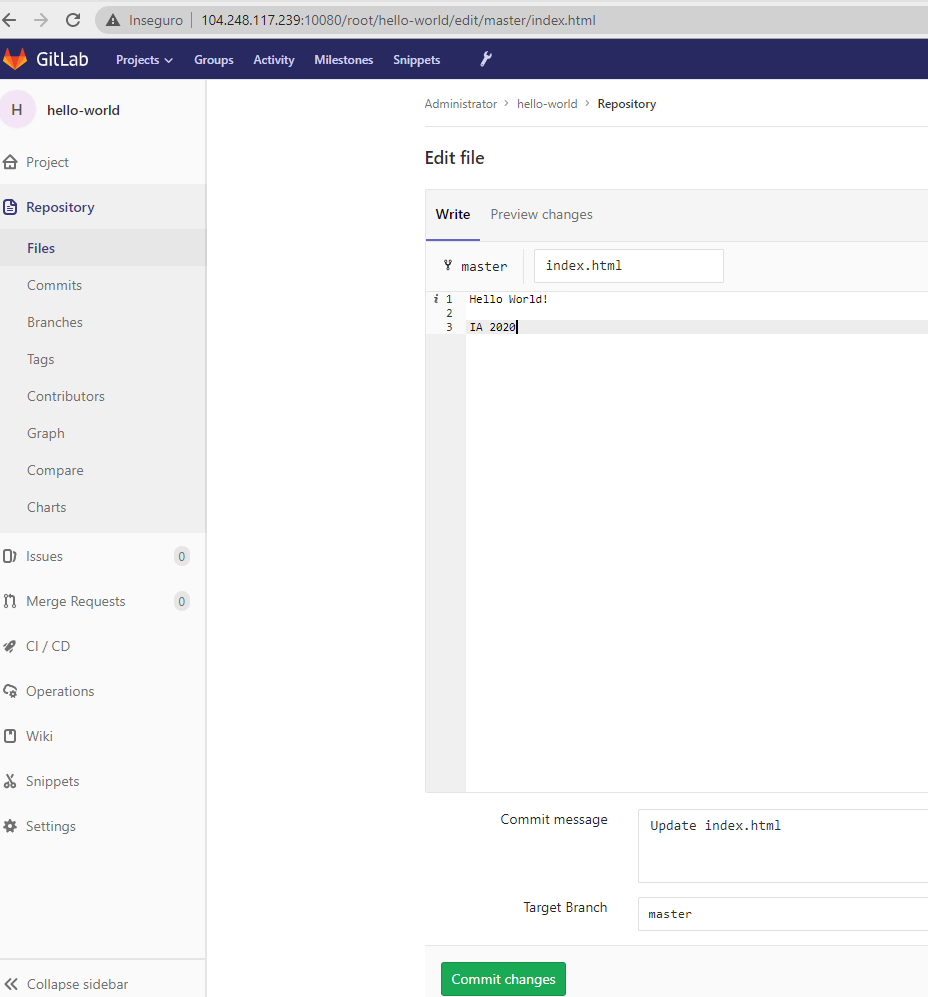 Inseguro 104.248.117.239:10080/root/hello-world/edit/master/index.html
GitLab Projects Groups Activity Milestones Snippets
H hello-world
Project
Repository
Files
Commits
Branches
Tags
Contributors
Graph
Compare
Charts
Issues 0
Merge Requests 0
CI / CD
Operations
Wiki
Snippets
Settings
Collapse sidebar
Administrator > hello-world > Repository
Edit file
Write Preview changes
master index.html
i 1 Hello World!
2
3 IA 2020
Commit message Update index.html
Target Branch master
Commit changes